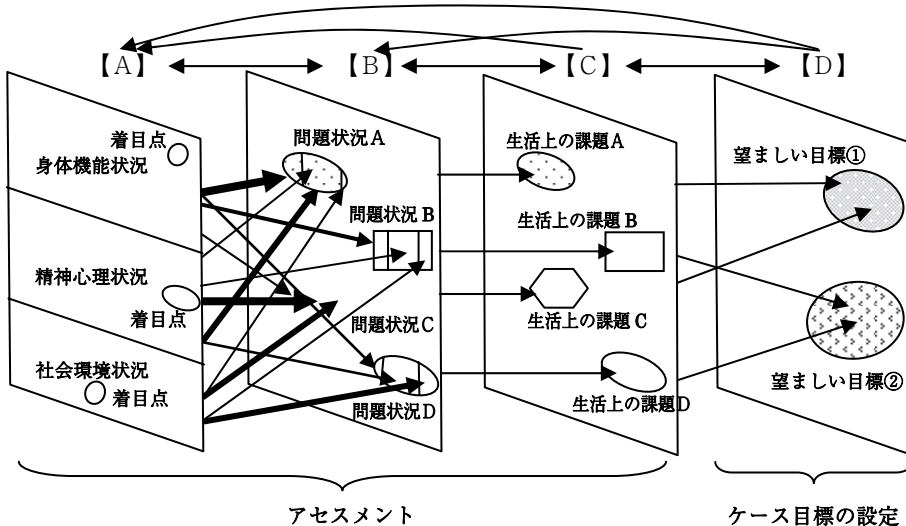 【A】 【B】 【C】 【D】
着目点
身体機能状況
精神心理状況
着目点
社会環境状況
着目点
問題状況A
問題状況B
問題状況C
問題状況D
生活上の課題A
生活上の課題B
生活上の課題C
生活上の課題D
望ましい目標①
望ましい目標②
アセスメント
ケース目標の設定